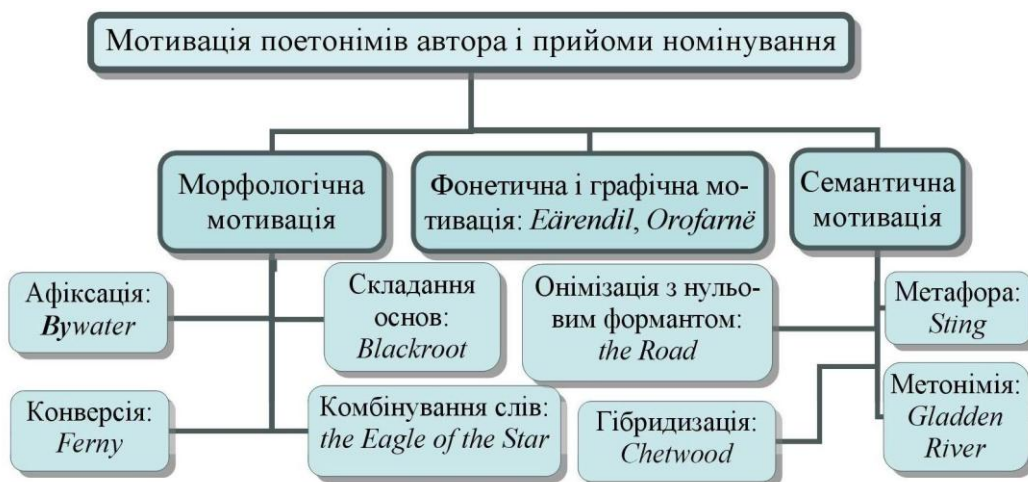 Мотивація поетонімів автора і прийоми номінування
Морфологічна
мотивація
Фонетична і графічна мо-
тивація: Eärendil, Orofarnë
Семантична
мотивація
Афіксація:
Bywater
Складання
основ:
Blackroot
Онімізація з нульо-
вим формантом:
the Road
Метафора:
Sting
Конверсія:
Ferny
Комбінування слів:
the Eagle of the Star
Гібридизація:
Chetwood
Метонімія:
Gladden
River